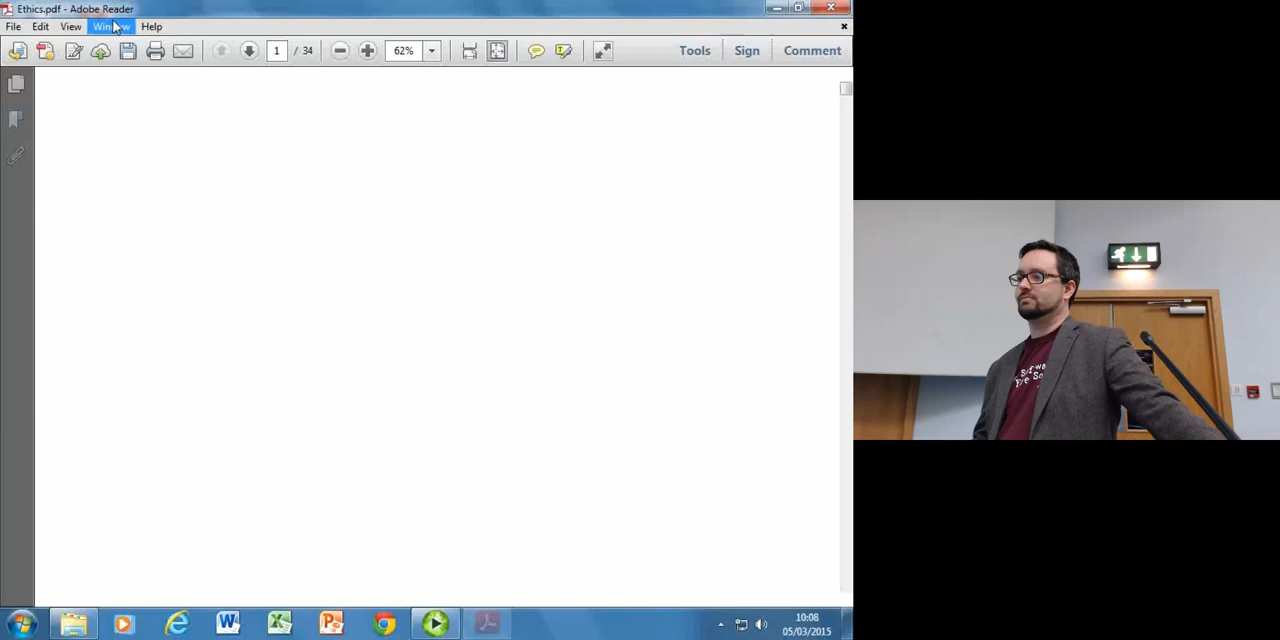 Ethics.pdf - Adobe Reader
File Edit View Window Help
1 / 34 62% Tools Sign Comment
10:08
05/03/2015